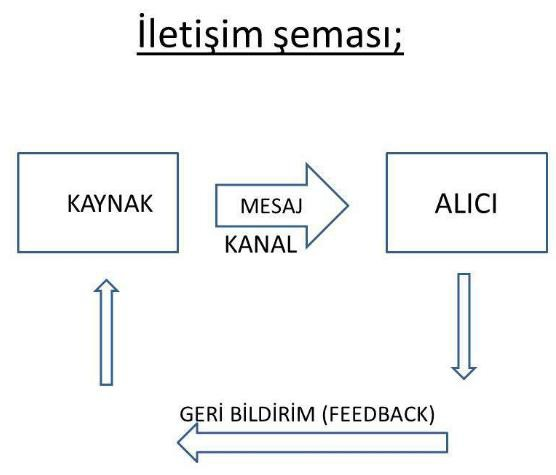 İletişim şeması;
KAYNAK
MESAJ
KANAL
ALICI
GERİ BİLDİRİM (FEEDBACK)